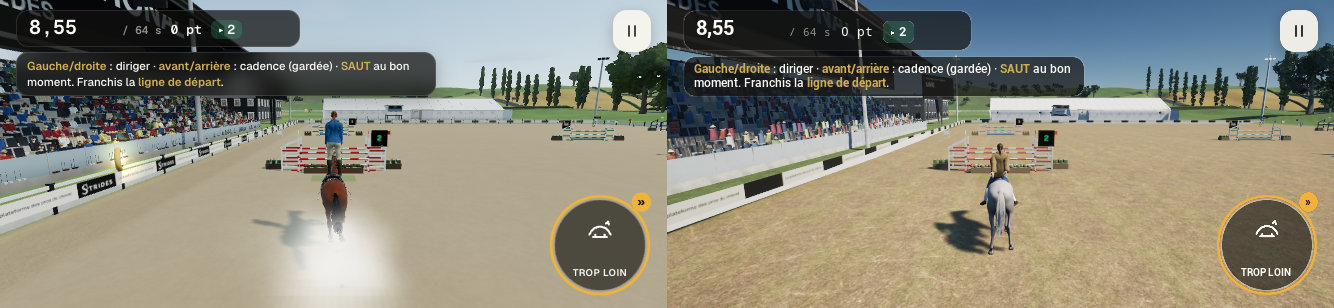 8,55 / 64 s 0 pt ▸ 2
Gauche/droite : diriger · avant/arrière : cadence (gardée) · SAUT au bon
moment. Franchis la ligne de départ.
2
STRIDES
STRIDES
»
TROP LOIN
8,55 / 64 s 0 pt ▸ 2
Gauche/droite : diriger · avant/arrière : cadence (gardée) · SAUT au bon
moment. Franchis la ligne de départ.
2
»
TROP LOIN